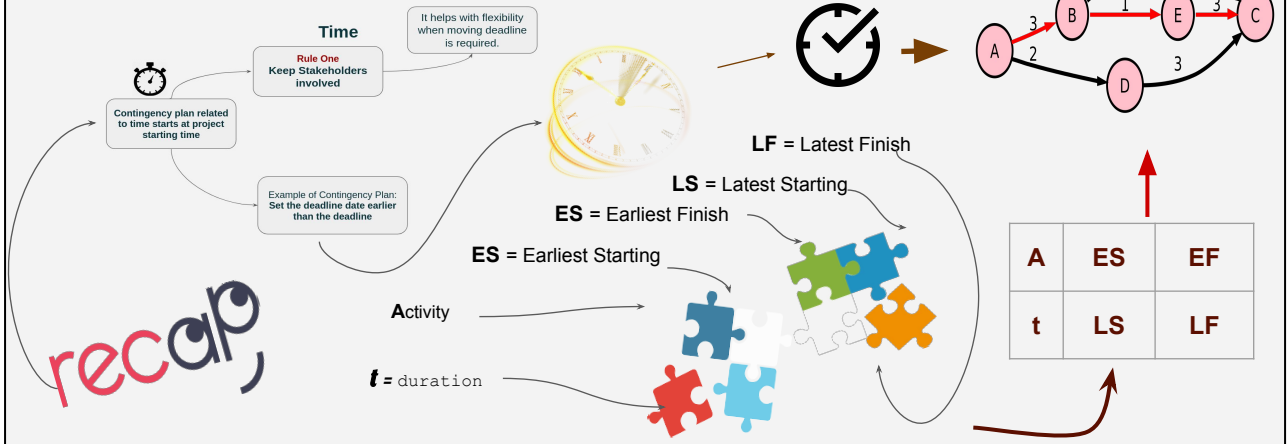 Time
It helps with flexibility
when moving deadline
is required.
Rule One
Keep Stakeholders
involved
Contingency plan related
to time starts at project
starting time
Example of Contingency Plan:
Set the deadline date earlier
than the deadline
recap
LF = Latest Finish
LS = Latest Starting
ES = Earliest Finish
ES = Earliest Starting
Activity
t = duration
A
B
E
C
D
3
1
3
2
3
A ES EF
t LS LF